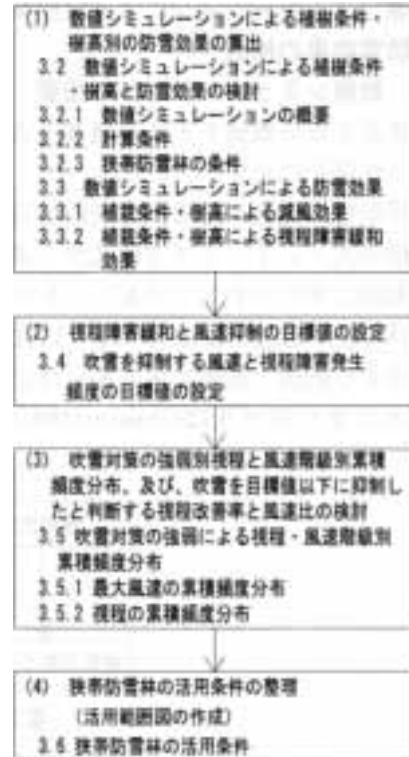 (1) 数値シミュレーションによる植樹条件・
樹高別の防雪効果の算出
3.2 数値シミュレーションによる植樹条件
・樹高と防雪効果の検討
3.2.1 数値シミュレーションの概要
3.2.2 計算条件
3.2.3 狭帯防雪林の条件
3.3 数値シミュレーションによる防雪効果
3.3.1 植栽条件・樹高による減風効果
3.3.2 植栽条件・樹高による視程障害緩和
効果
(2) 視程障害緩和と風速抑制の目標値の設定
3.4 吹雪を抑制する風速と視程障害発生
頻度の目標値の設定
(3) 吹雪対策の強弱別視程と風速階級別累積
頻度分布、及び、吹雪を目標値以下に抑制し
たと判断する視程改善率と風速比の検討
3.5 吹雪対策の強弱による視程・風速階級別
累積頻度分布
3.5.1 最大風速の累積頻度分布
3.5.2 視程の累積頻度分布
(4) 狭帯防雪林の活用条件の整理
(活用範囲図の作成)
3.6 狭帯防雪林の活用条件